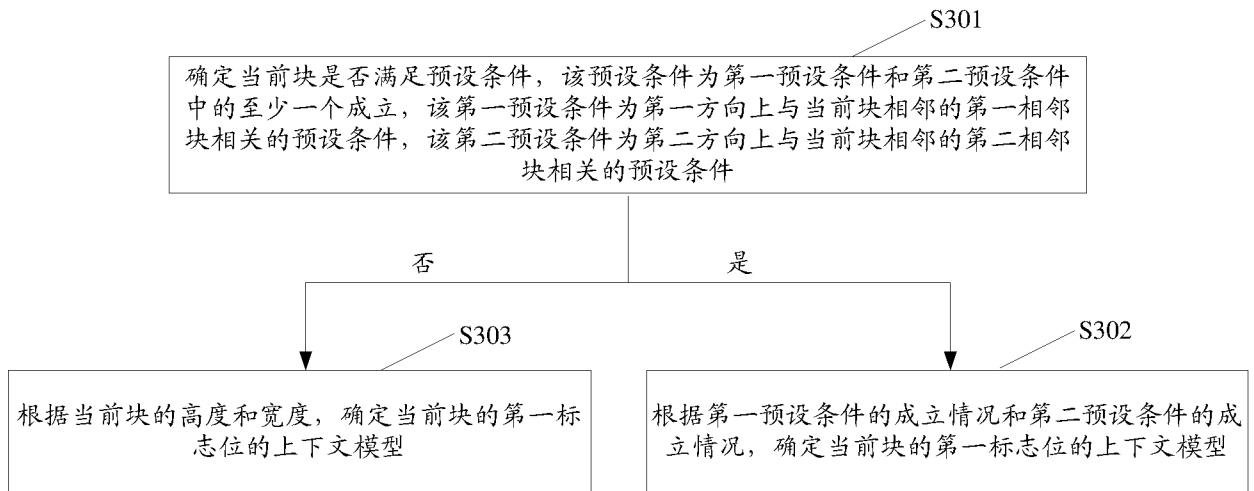 S301
确定当前块是否满足预设条件，该预设条件为第一预设条件和第二预设条件
中的至少一个成立，该第一预设条件为第一方向上与当前块相邻的第一相邻
块相关的预设条件，该第二预设条件为第二方向上与当前块相邻的第二相邻
块相关的预设条件
否
是
S303
S302
根据当前块的高度和宽度，确定当前块的第一标
志位的上下文模型
根据第一预设条件的成立情况和第二预设条件的成
立情况，确定当前块的第一标志位的上下文模型